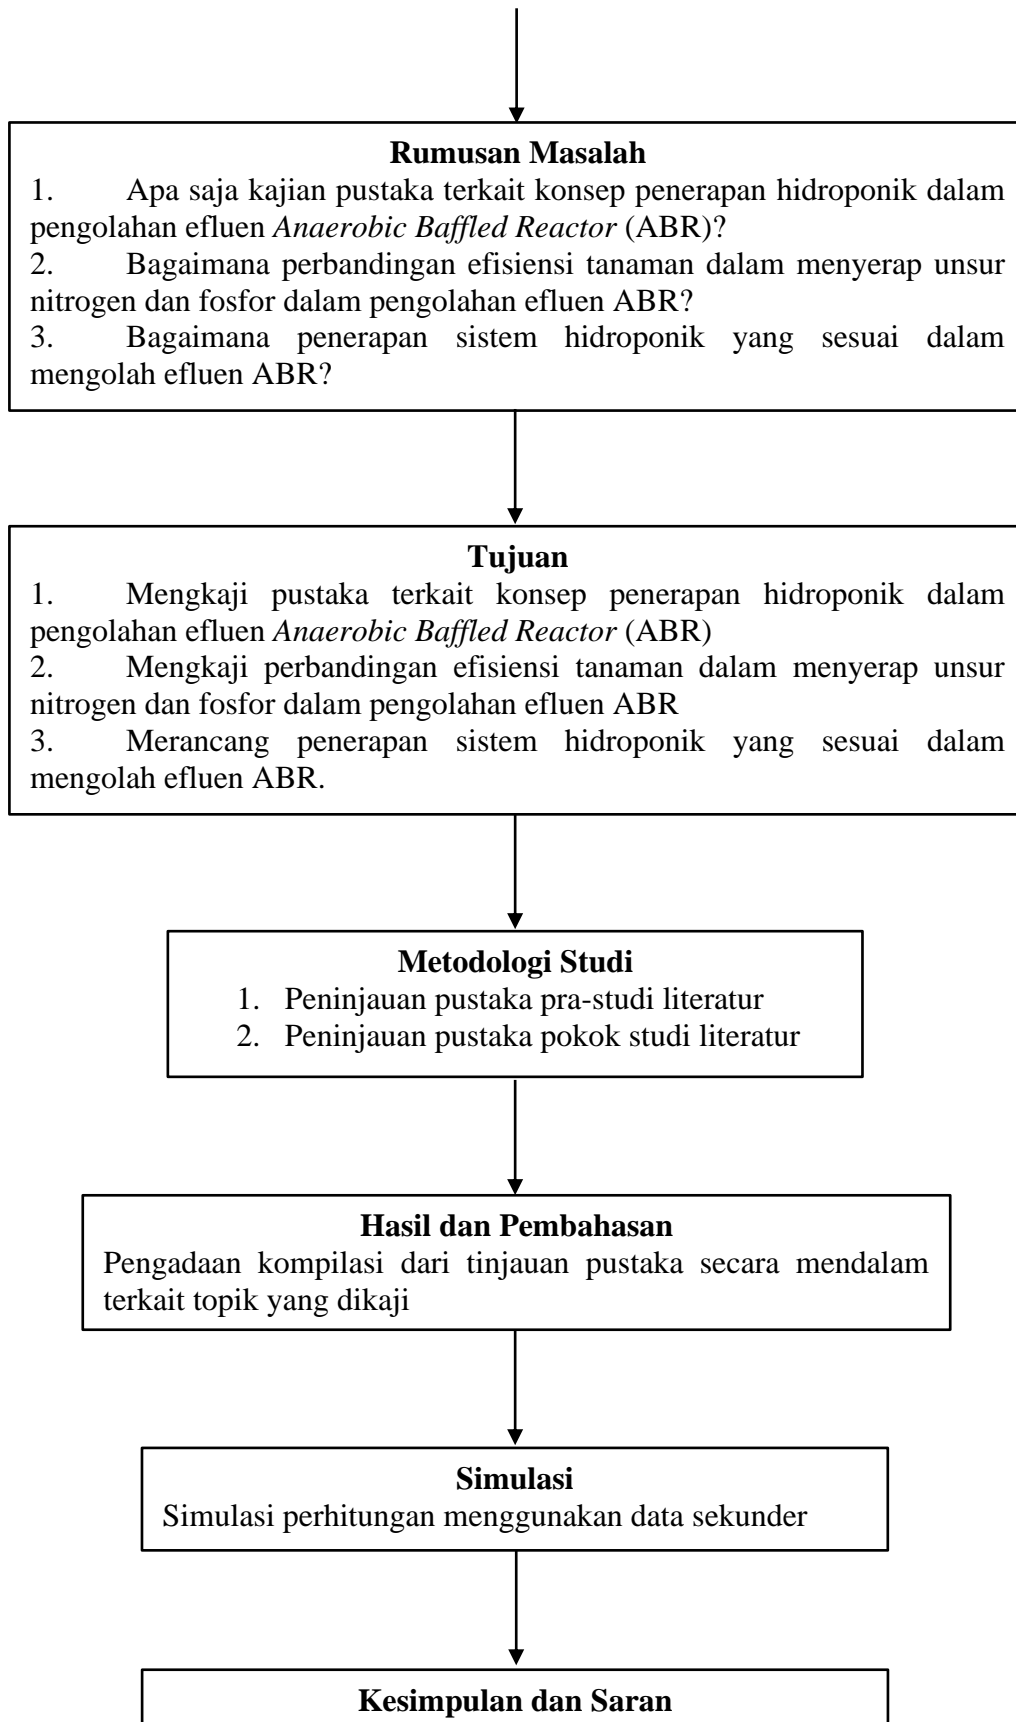 Rumusan Masalah
1. Apa saja kajian pustaka terkait konsep penerapan hidroponik dalam
pengolahan efluen Anaerobic Baffled Reactor (ABR)?
2. Bagaimana perbandingan efisiensi tanaman dalam menyerap unsur
nitrogen dan fosfor dalam pengolahan efluen ABR?
3. Bagaimana penerapan sistem hidroponik yang sesuai dalam
mengolah efluen ABR?
Tujuan
1. Mengkaji pustaka terkait konsep penerapan hidroponik dalam
pengolahan efluen Anaerobic Baffled Reactor (ABR)
2. Mengkaji perbandingan efisiensi tanaman dalam menyerap unsur
nitrogen dan fosfor dalam pengolahan efluen ABR
3. Merancang penerapan sistem hidroponik yang sesuai dalam
mengolah efluen ABR.
Metodologi Studi
1. Peninjauan pustaka pra-studi literatur
2. Peninjauan pustaka pokok studi literatur
Hasil dan Pembahasan
Pengadaan kompilasi dari tinjauan pustaka secara mendalam
terkait topik yang dikaji
Simulasi
Simulasi perhitungan menggunakan data sekunder
Kesimpulan dan Saran